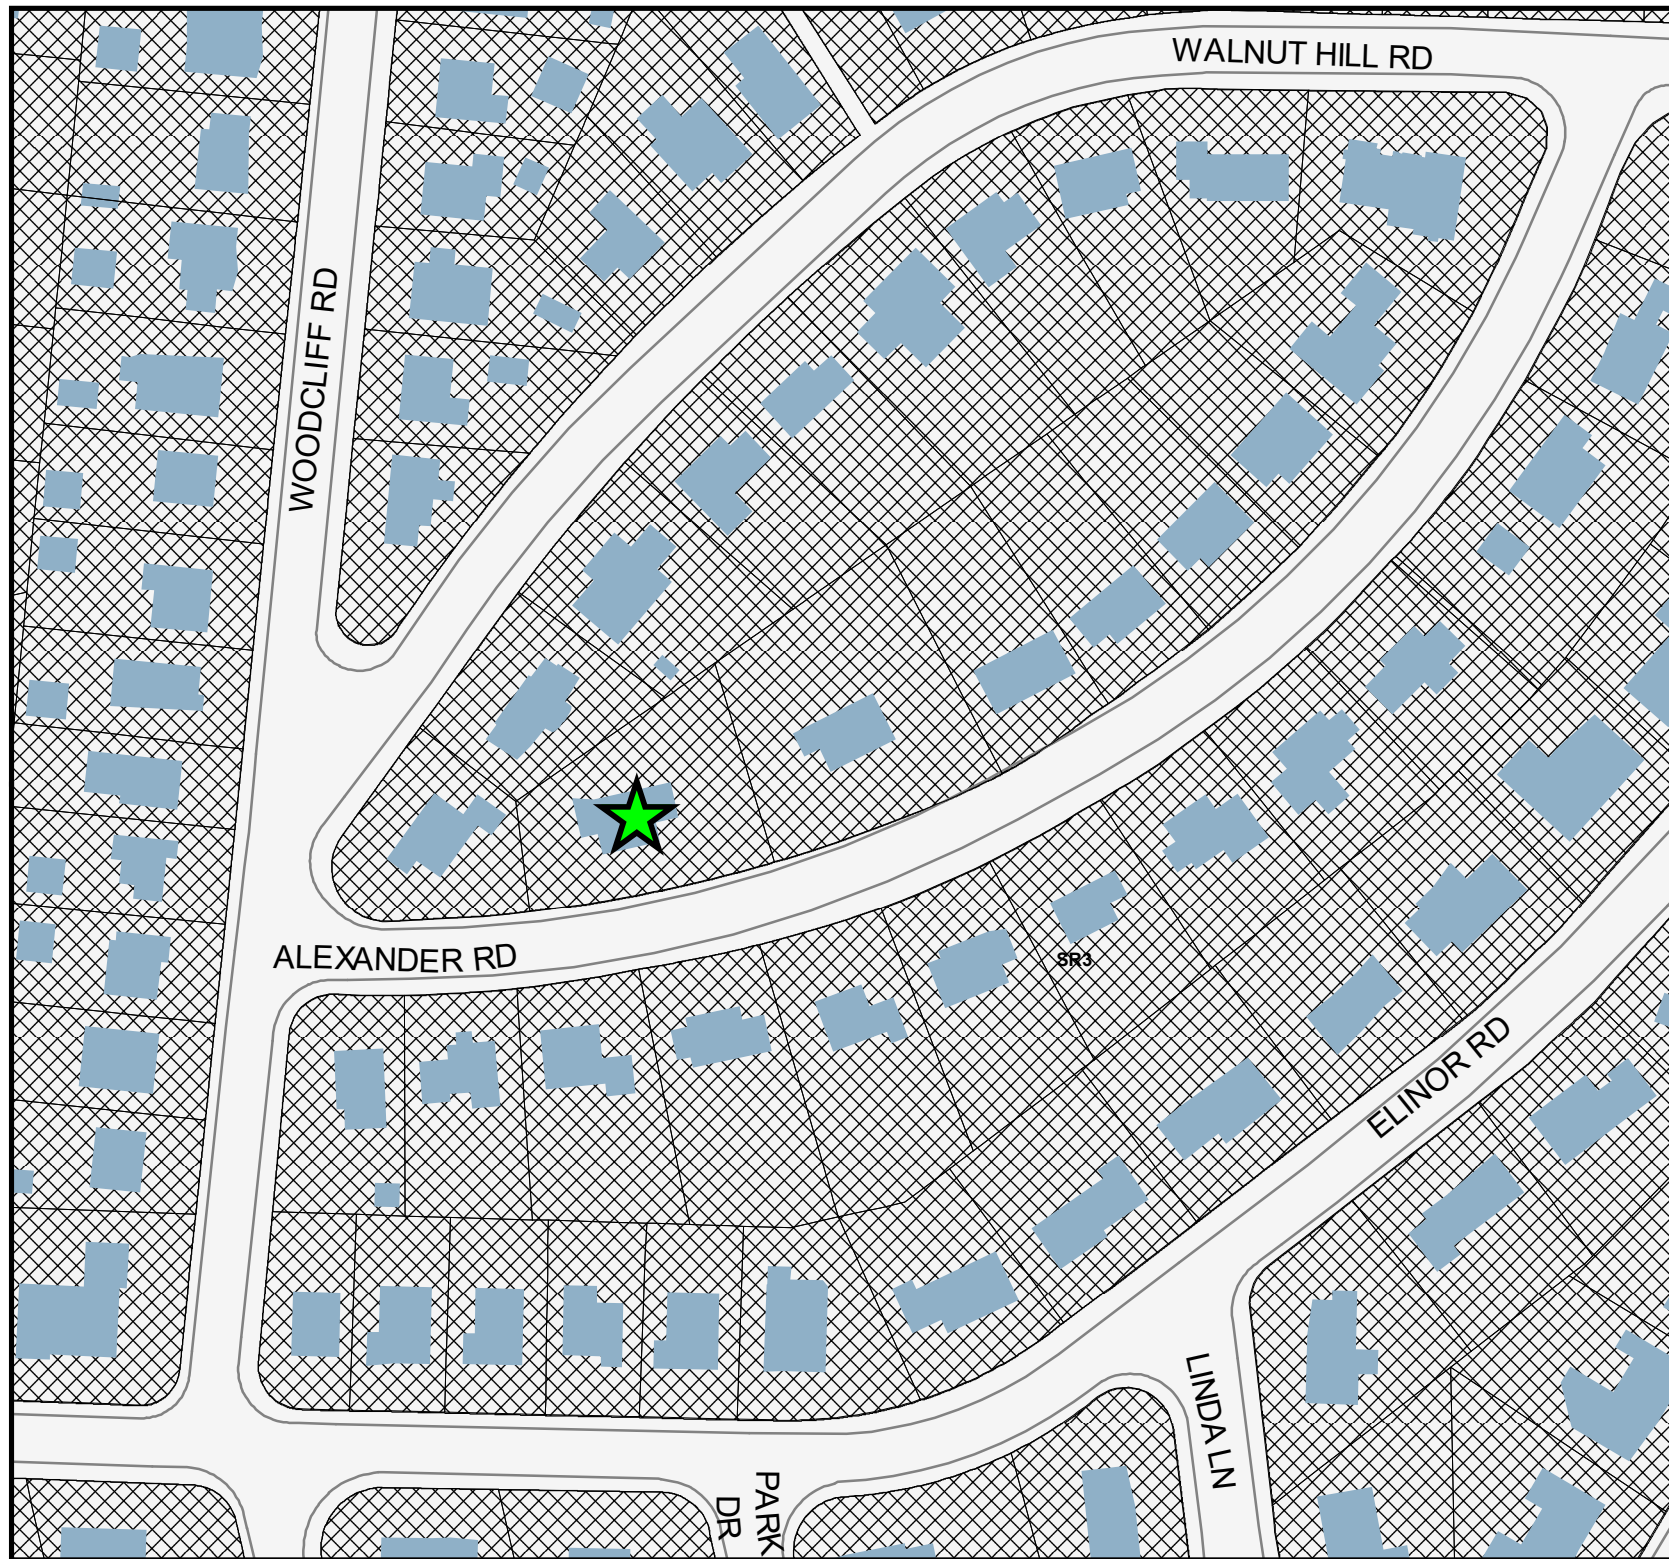 WALNUT HILL RD
WOODCLIFF RD
ALEXANDER RD
SR3
ELINOR RD
LINDA LN
PARK
DR